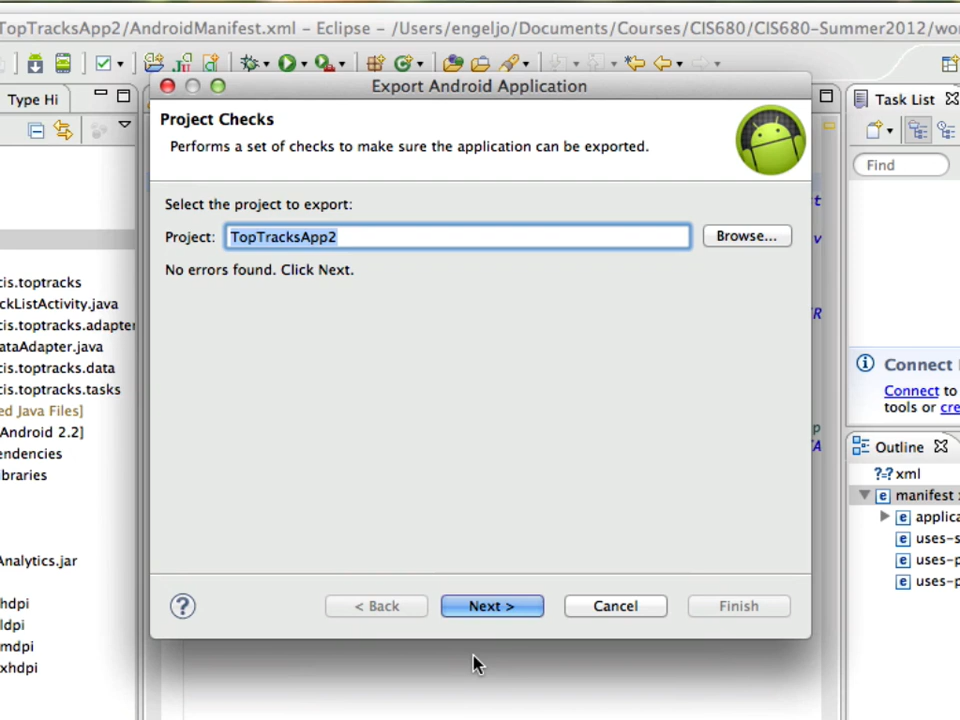 TopTracksApp2/AndroidManifest.xml – Eclipse – /Users/engeljo/Documents/Courses/CIS680/CIS680-Summer2012/wo
Type Hi
Export Android Application
Task List
Project Checks
Performs a set of checks to make sure the application can be exported.
Find
Select the project to export:
Project: TopTracksApp2 Browse...
No errors found. Click Next.
cis.toptracks
ckListActivity.java
cis.toptracks.adapter
ataAdapter.java
cis.toptracks.data
cis.toptracks.tasks
ed Java Files]
Android 2.2]
endencies
ibraries
Analytics.jar
hdpi
ldpi
mdpi
xhdpi
Connect
Connect to
tools or cre
Outline
?=? xml
e manifest
e applica
e uses-s
e uses-p
e uses-p
? < Back Next > Cancel Finish